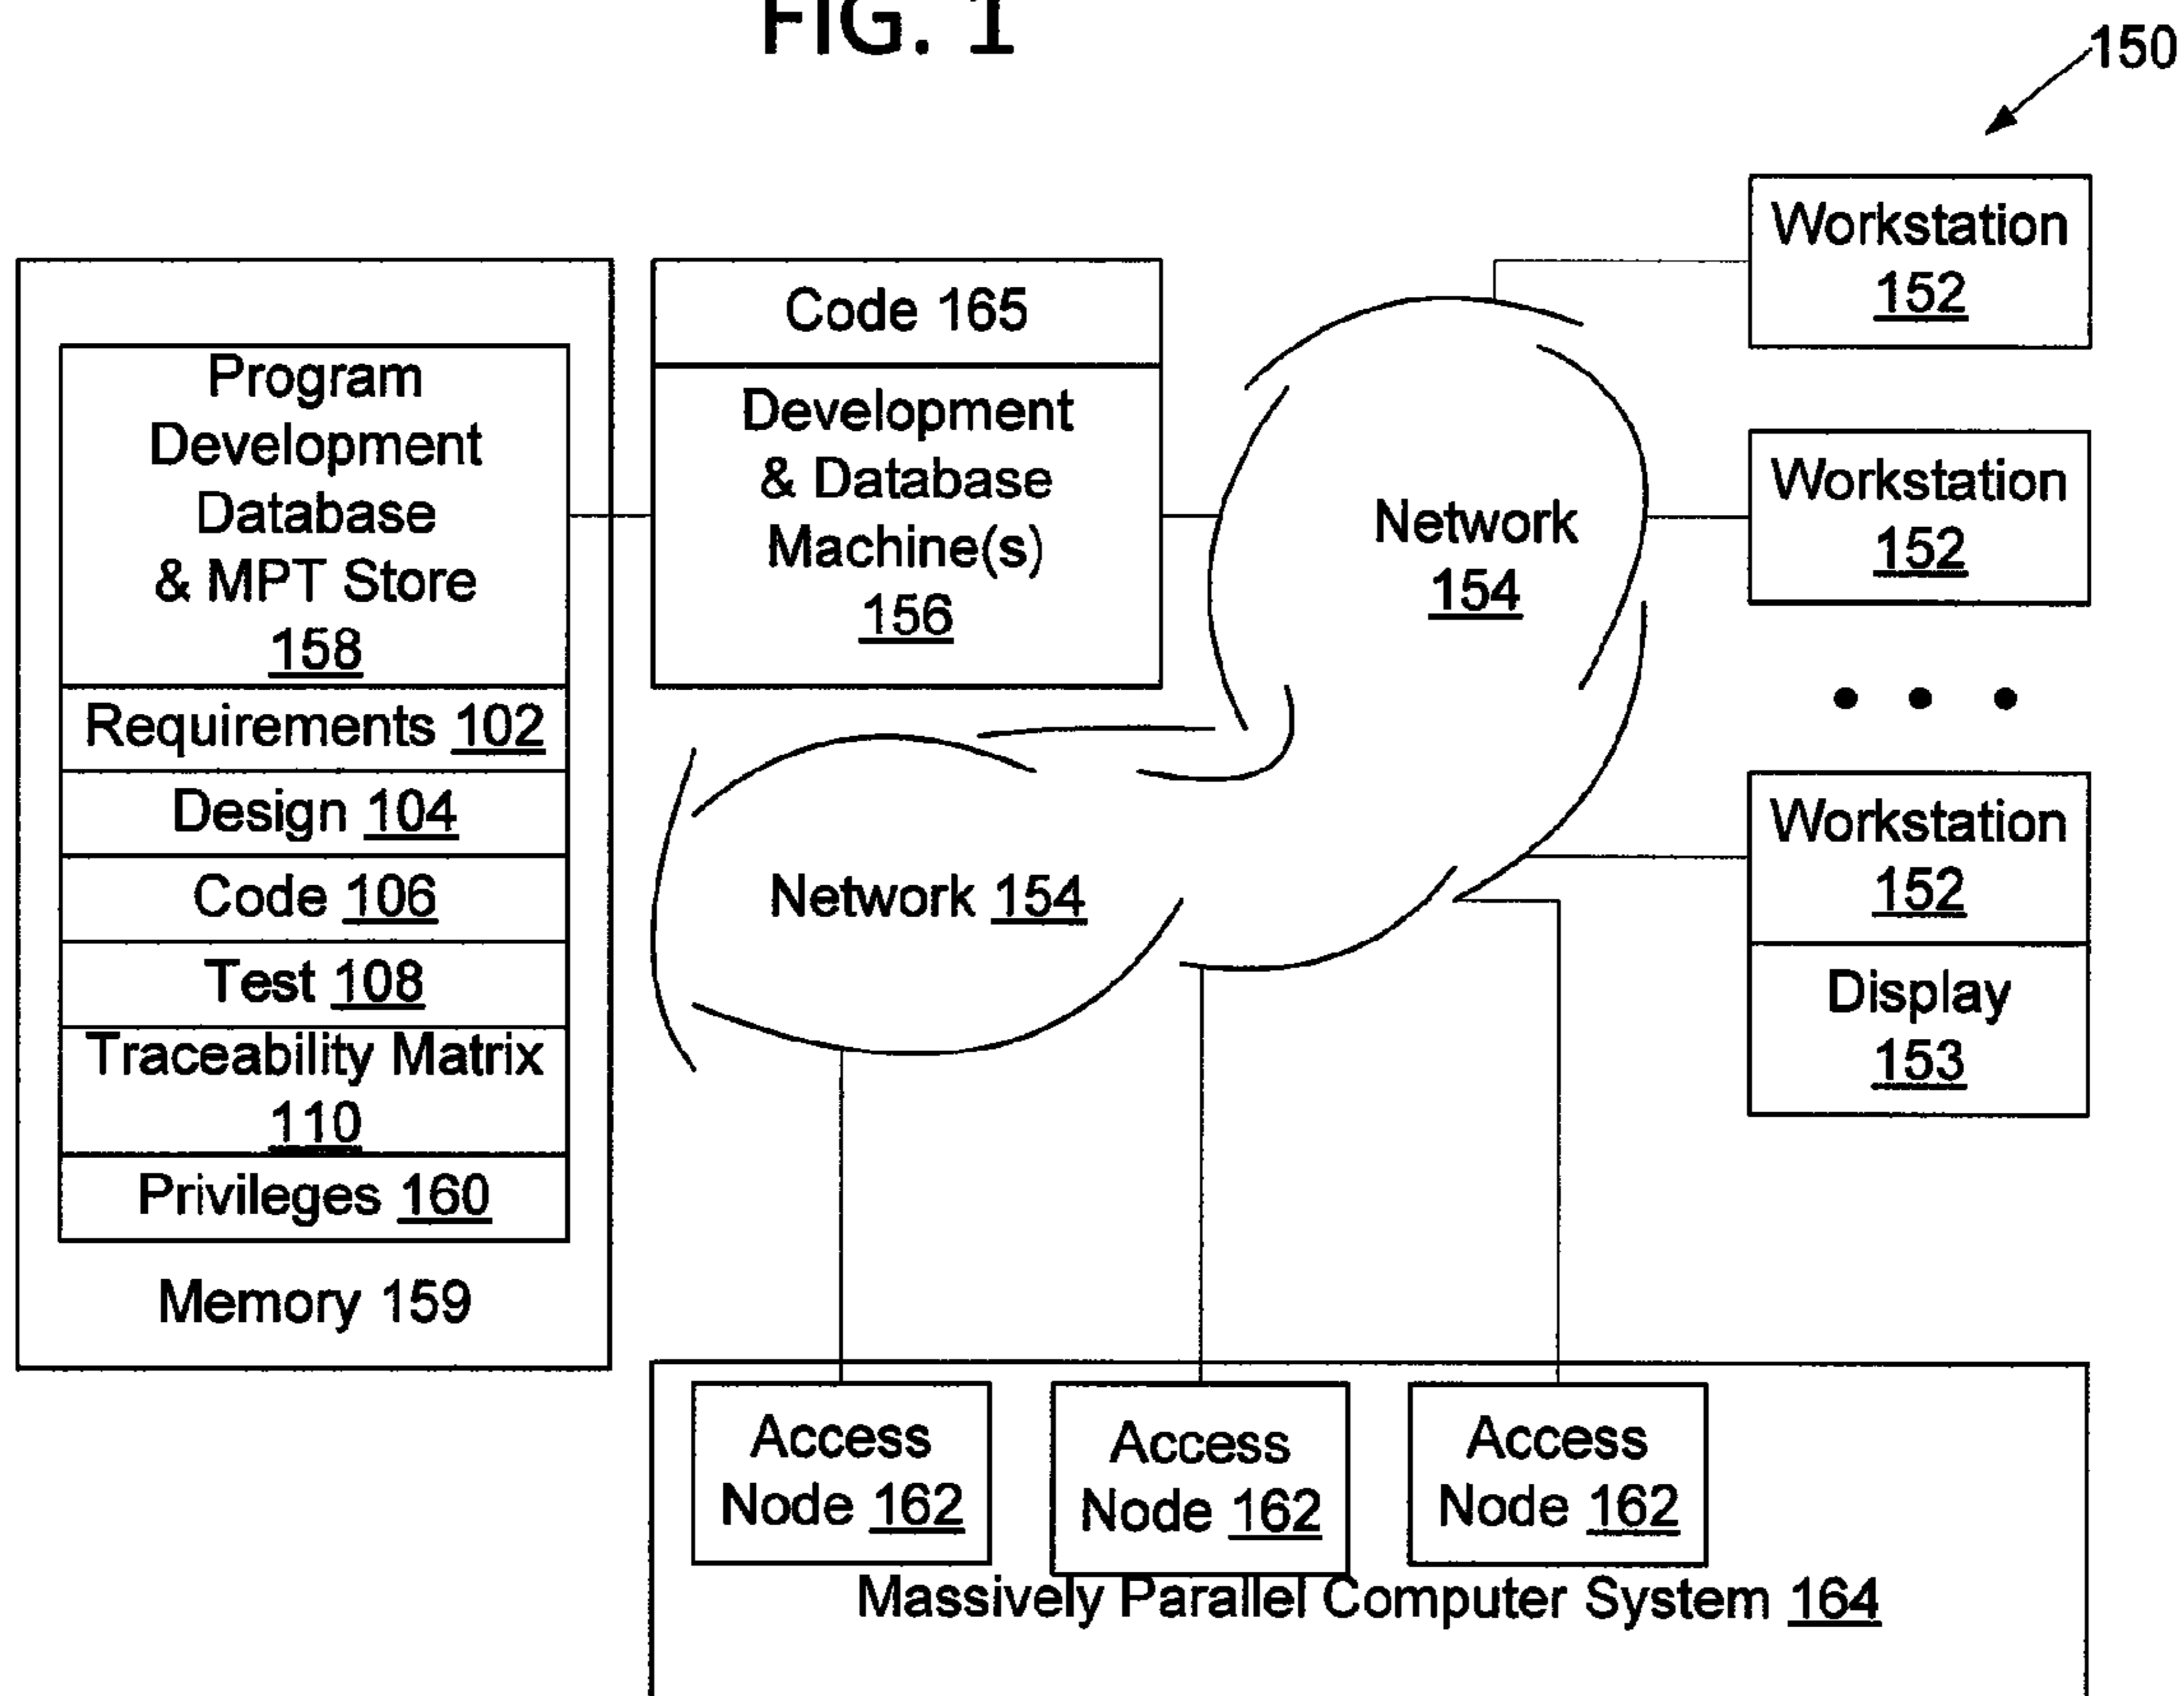 FIG. 1
150
Program
Development
Database
& MPT Store
158
Requirements 102
Design 104
Code 106
Test 108
Traceability Matrix
110
Privileges 160
Memory 159
Code 165
Development
& Database
Machine(s)
156
Network
154
Network 154
Workstation
152
Workstation
152
Workstation
152
Display
153
Access
Node 162
Access
Node 162
Access
Node 162
Massively Parallel Computer System 164